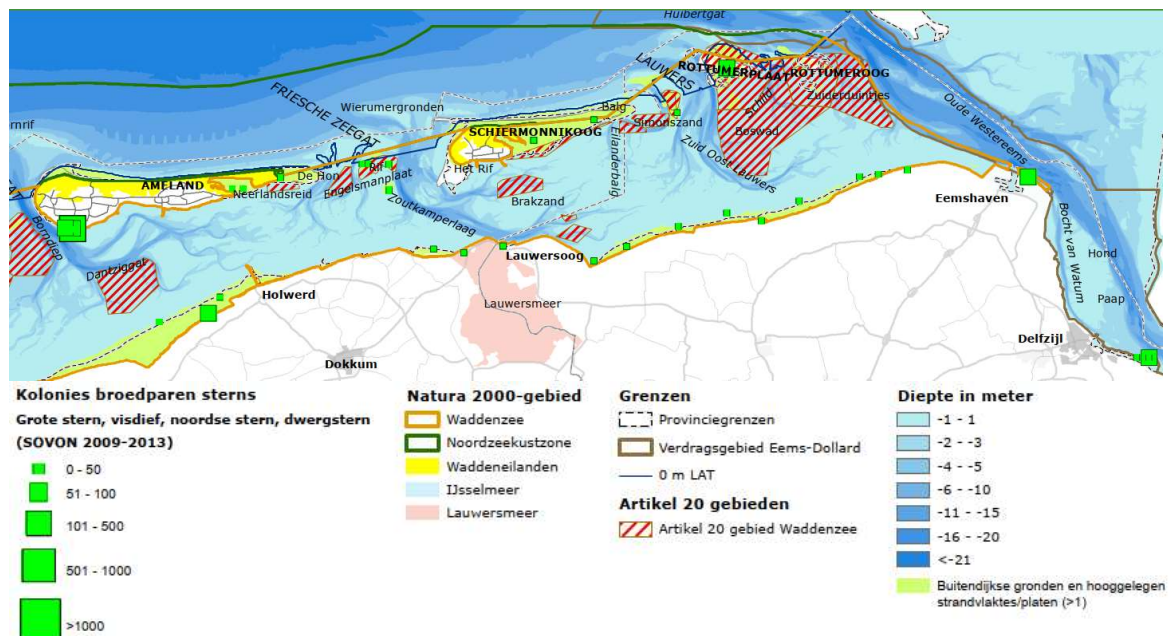 Huibertgat
LAUWERS
ROTTUMERPLAAT
ROTTUMEROOG
Schild
Zuiderduintjes
FRIESCHE ZEEGAT
Wierumergronden
Balg
Simonszand
Boswad
Oude Westereems
SCHIERMONNIKOOG
Eilanderbalg
Zuid Oost Lauwers
ernrif
Rif
De Hon
Het Rif
AMELAND
Neerlandsreid
Engelsmanplaat
Brakzand
Eemshaven
Borndiep
Zoutkamperlaag
Bocht van Watum
Dantziggat
Lauwersoog
Hond
Holwerd
Lauwersmeer
Paap
Delfzijl
Dokkum
Kolonies broedparen sterns
Grote stern, visdief, noordse stern, dwergstern
(SOVON 2009-2013)
0 - 50
51 - 100
101 - 500
501 - 1000
>1000
Natura 2000-gebied
Waddenzee
Noordzeekustzone
Waddeneilanden
IJsselmeer
Lauwersmeer
Grenzen
Provinciegrenzen
Verdragsgebied Eems-Dollard
0 m LAT
Artikel 20 gebieden
Artikel 20 gebied Waddenzee
Diepte in meter
-1 - 1
-2 - -3
-4 - -5
-6 - -10
-11 - -15
-16 - -20
<-21
Buitendijkse gronden en hooggelegen
strandvlaktes/platen (>1)